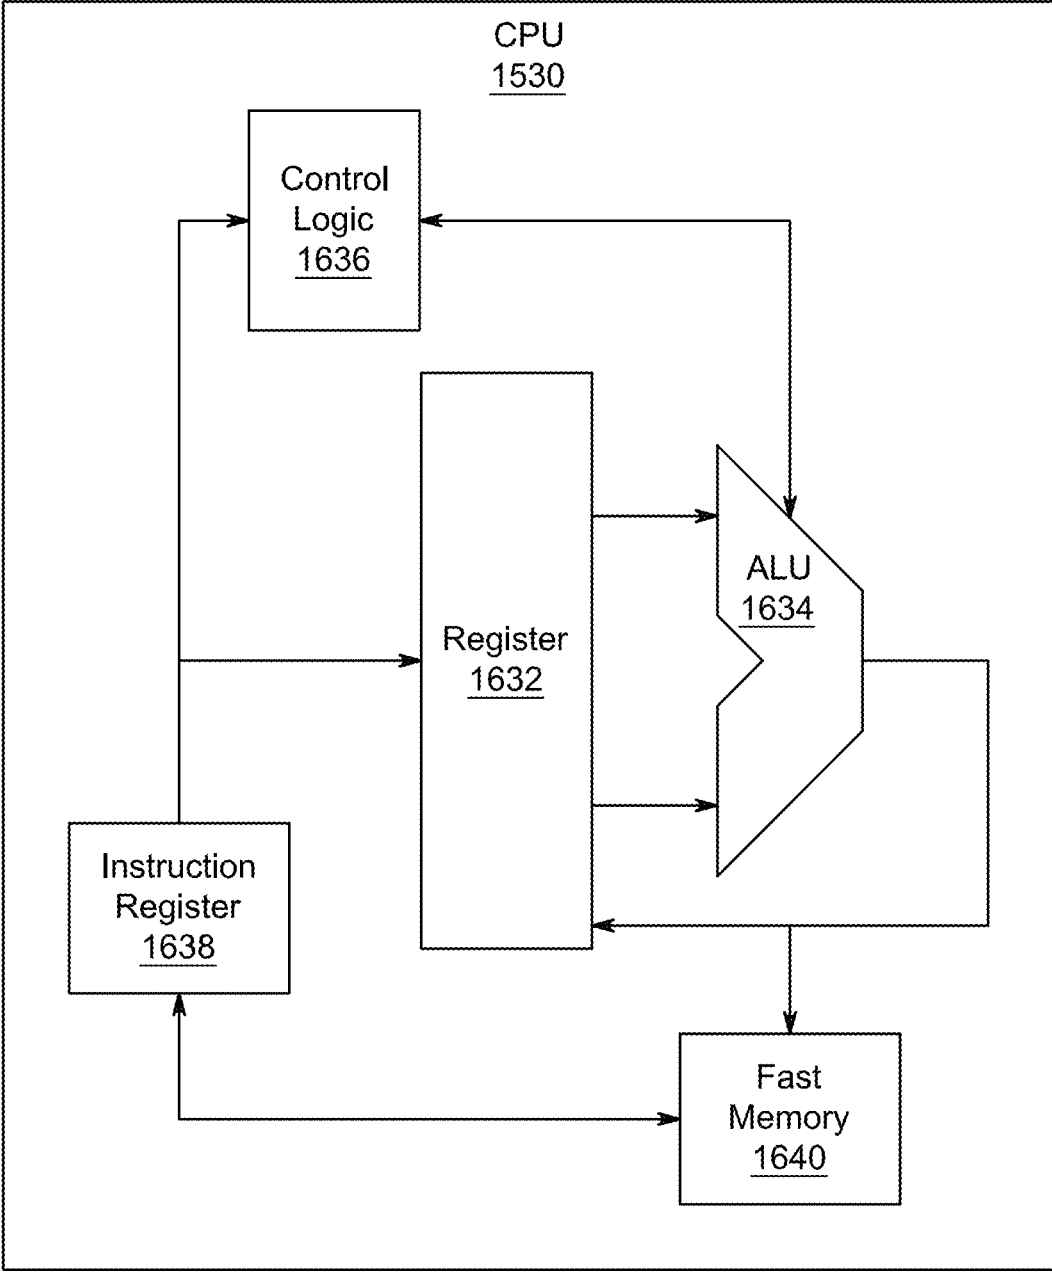 CPU
1530
Control
Logic
1636
ALU
1634
Register
1632
Instruction
Register
1638
Fast
Memory
1640